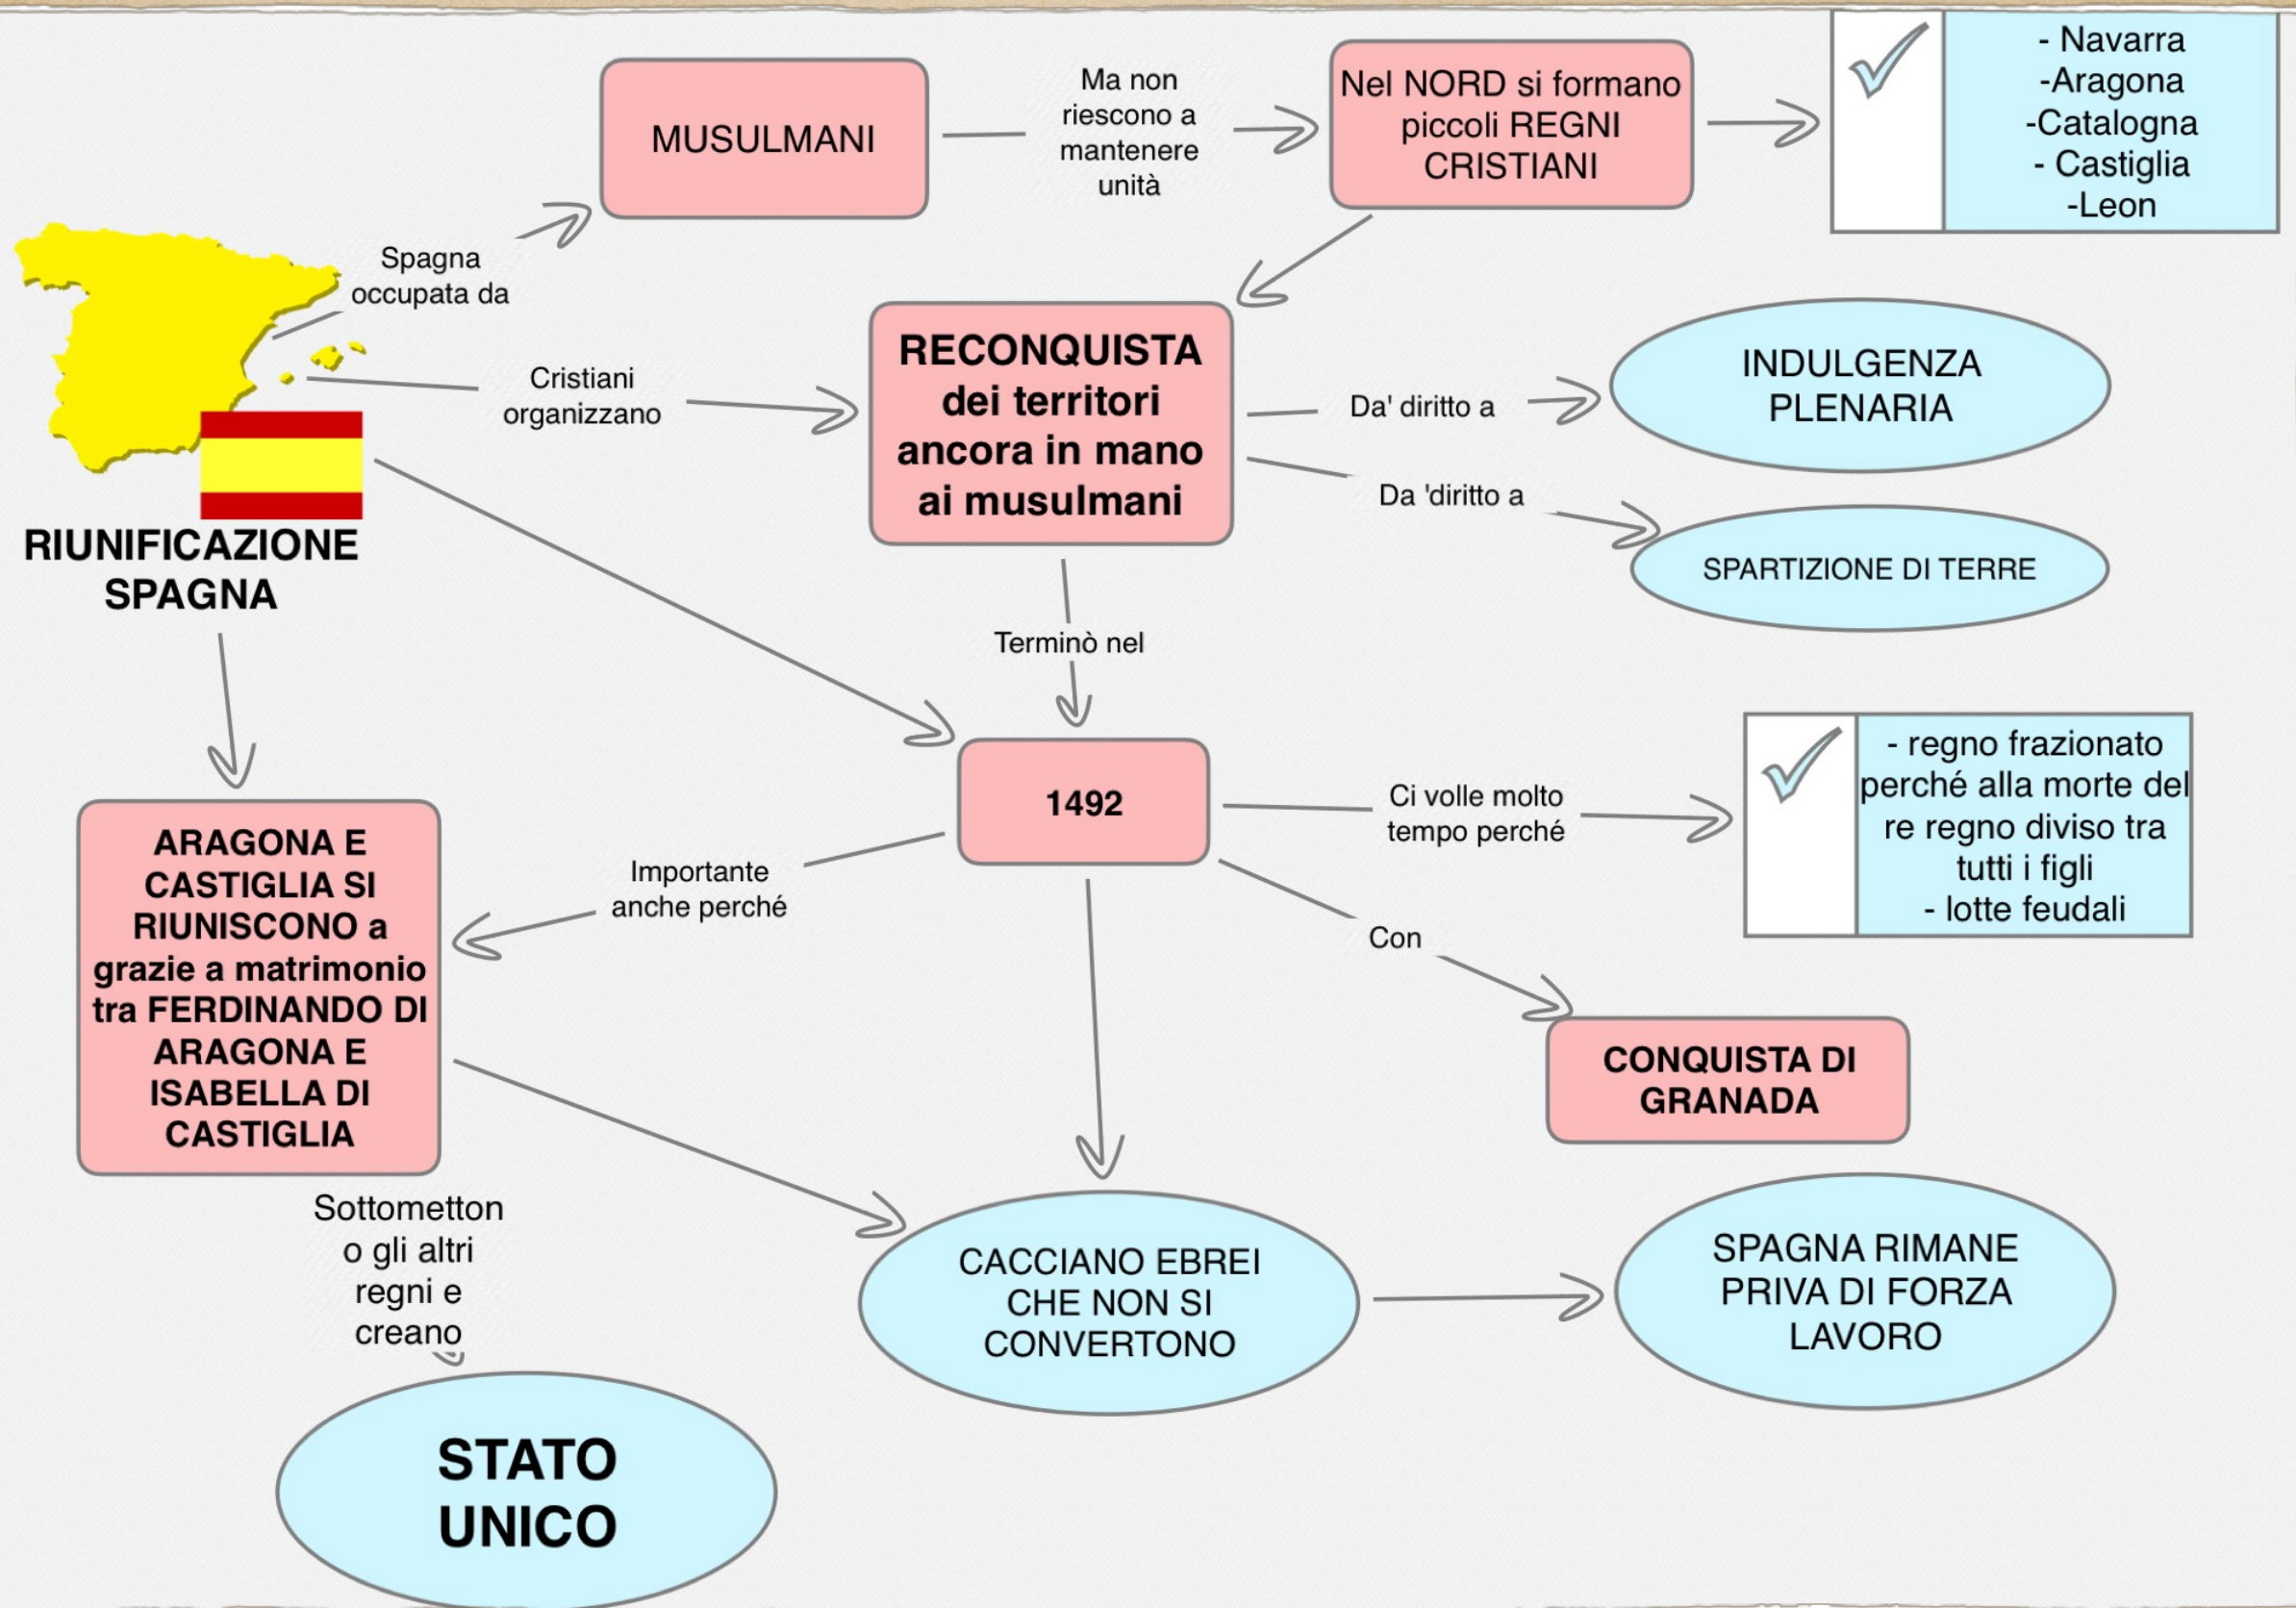 MUSULMANI
Ma non
riescono a
mantenere
unità
Nel NORD si formano
piccoli REGNI
CRISTIANI
- Navarra
-Aragona
-Catalogna
- Castiglia
-Leon
Spagna
occupata da
Cristiani
organizzano
RECONQUISTA
dei territori
ancora in mano
ai musulmani
Da' diritto a
INDULGENZA
PLENARIA
Da 'diritto a
SPARTIZIONE DI TERRE
RIUNIFICAZIONE
SPAGNA
Terminò nel
1492
Ci volle molto
tempo perché
- regno frazionato
perché alla morte del
re regno diviso tra
tutti i figli
- lotte feudali
Importante
anche perché
ARAGONA E
CASTIGLIA SI
RIUNISCONO a
grazie a matrimonio
tra FERDINANDO DI
ARAGONA E
ISABELLA DI
CASTIGLIA
Con
CONQUISTA DI
GRANADA
Sottometton
o gli altri
regni e
creano
STATO
UNICO
CACCIANO EBREI
CHE NON SI
CONVERTONO
SPAGNA RIMANE
PRIVA DI FORZA
LAVORO